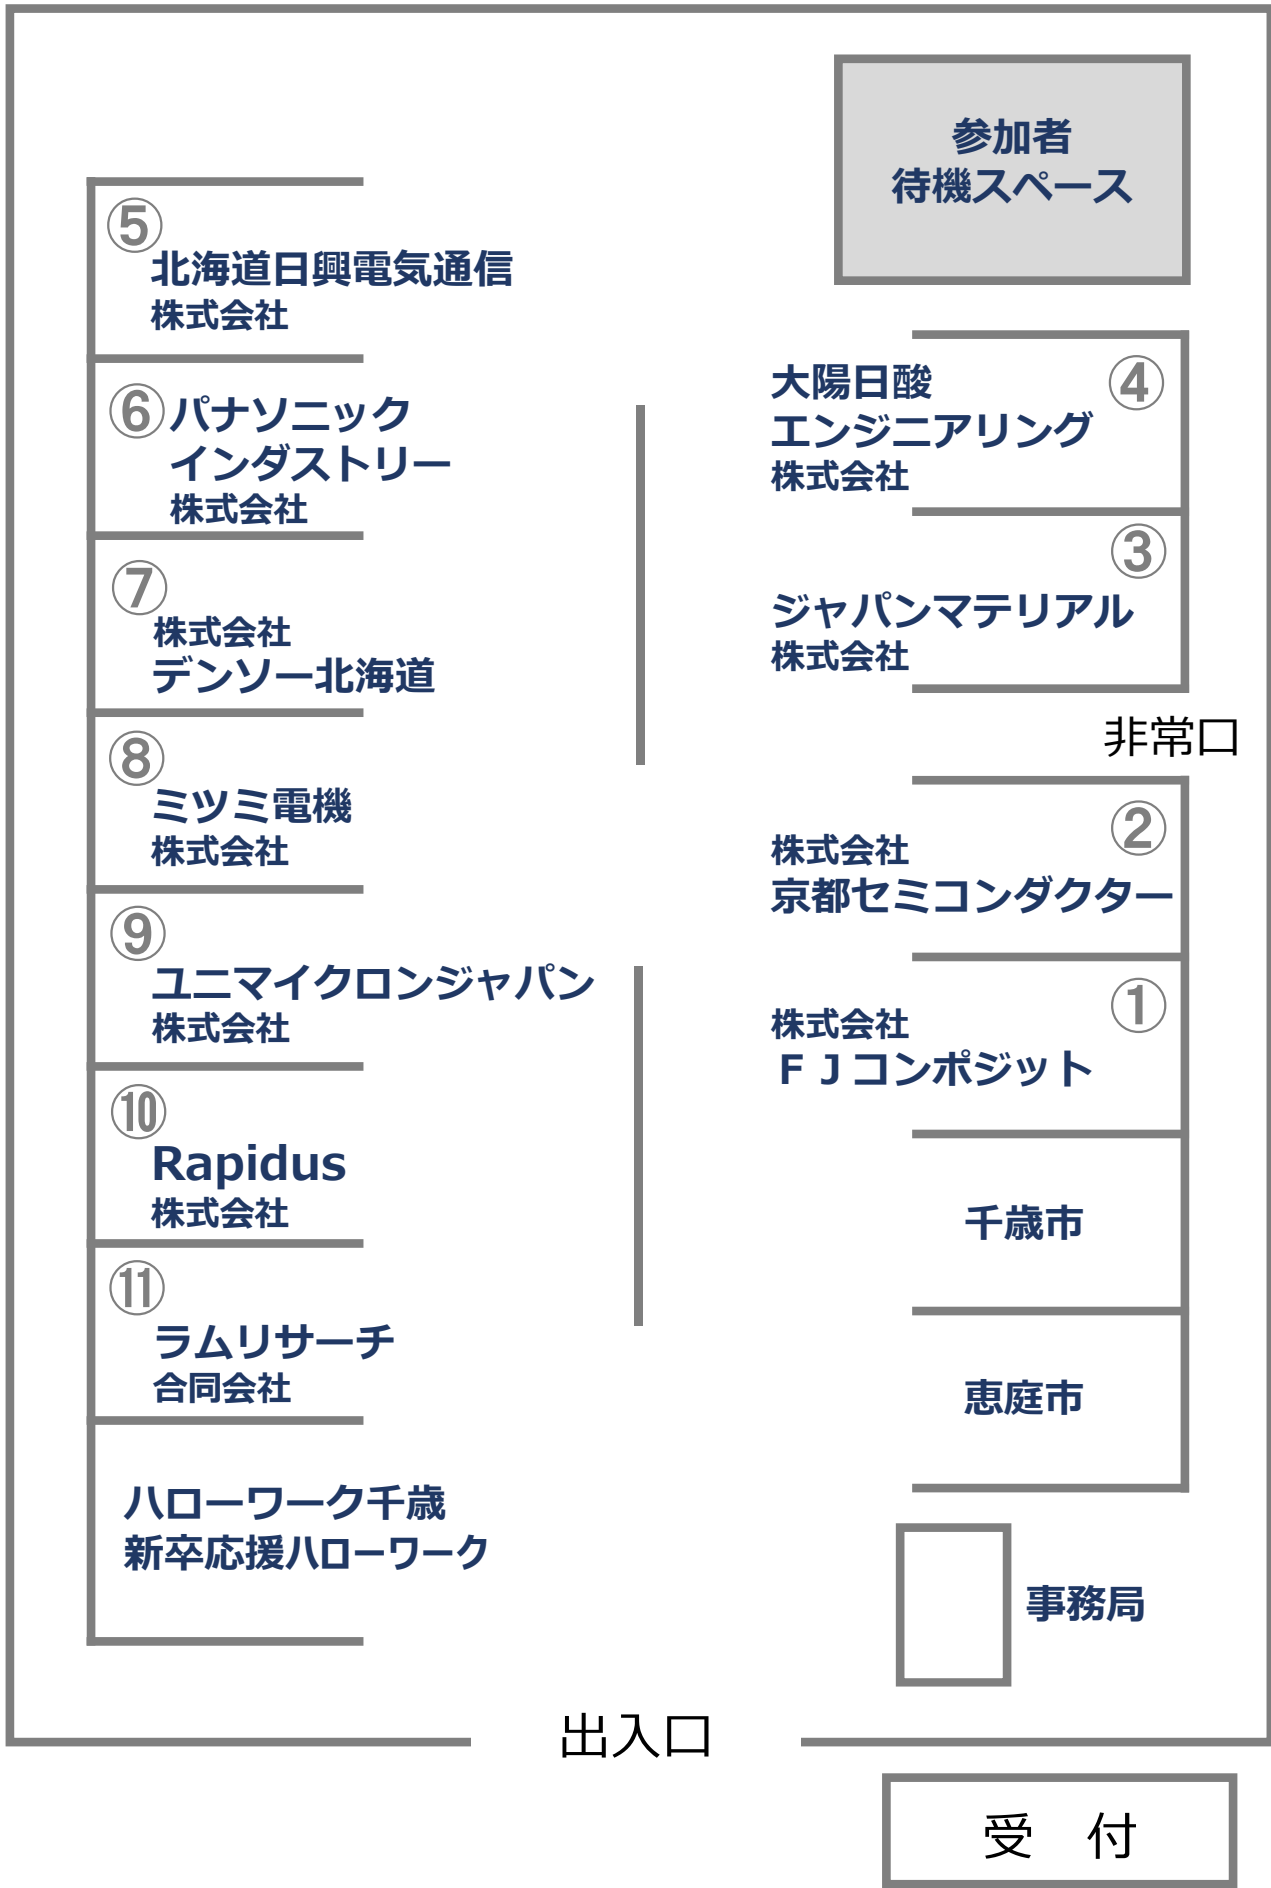 参加者
待機スペース
⑤
北海道日興電気通信
株式会社
⑥
パナソニック
インダストリー
株式会社
⑦
株式会社
デンソー北海道
⑧
ミツミ電機
株式会社
⑨
ユニマイクロンジャパン
株式会社
⑩
Rapidus
株式会社
⑪
ラムリサーチ
合同会社
ハローワーク千歳
新卒応援ハローワーク
④
大陽日酸
エンジニアリング
株式会社
③
ジャパンマテリアル
株式会社
非常口
②
株式会社
京都セミコンダクター
①
株式会社
ＦＪコンポジット
千歳市
恵庭市
事務局
出入口
受　付